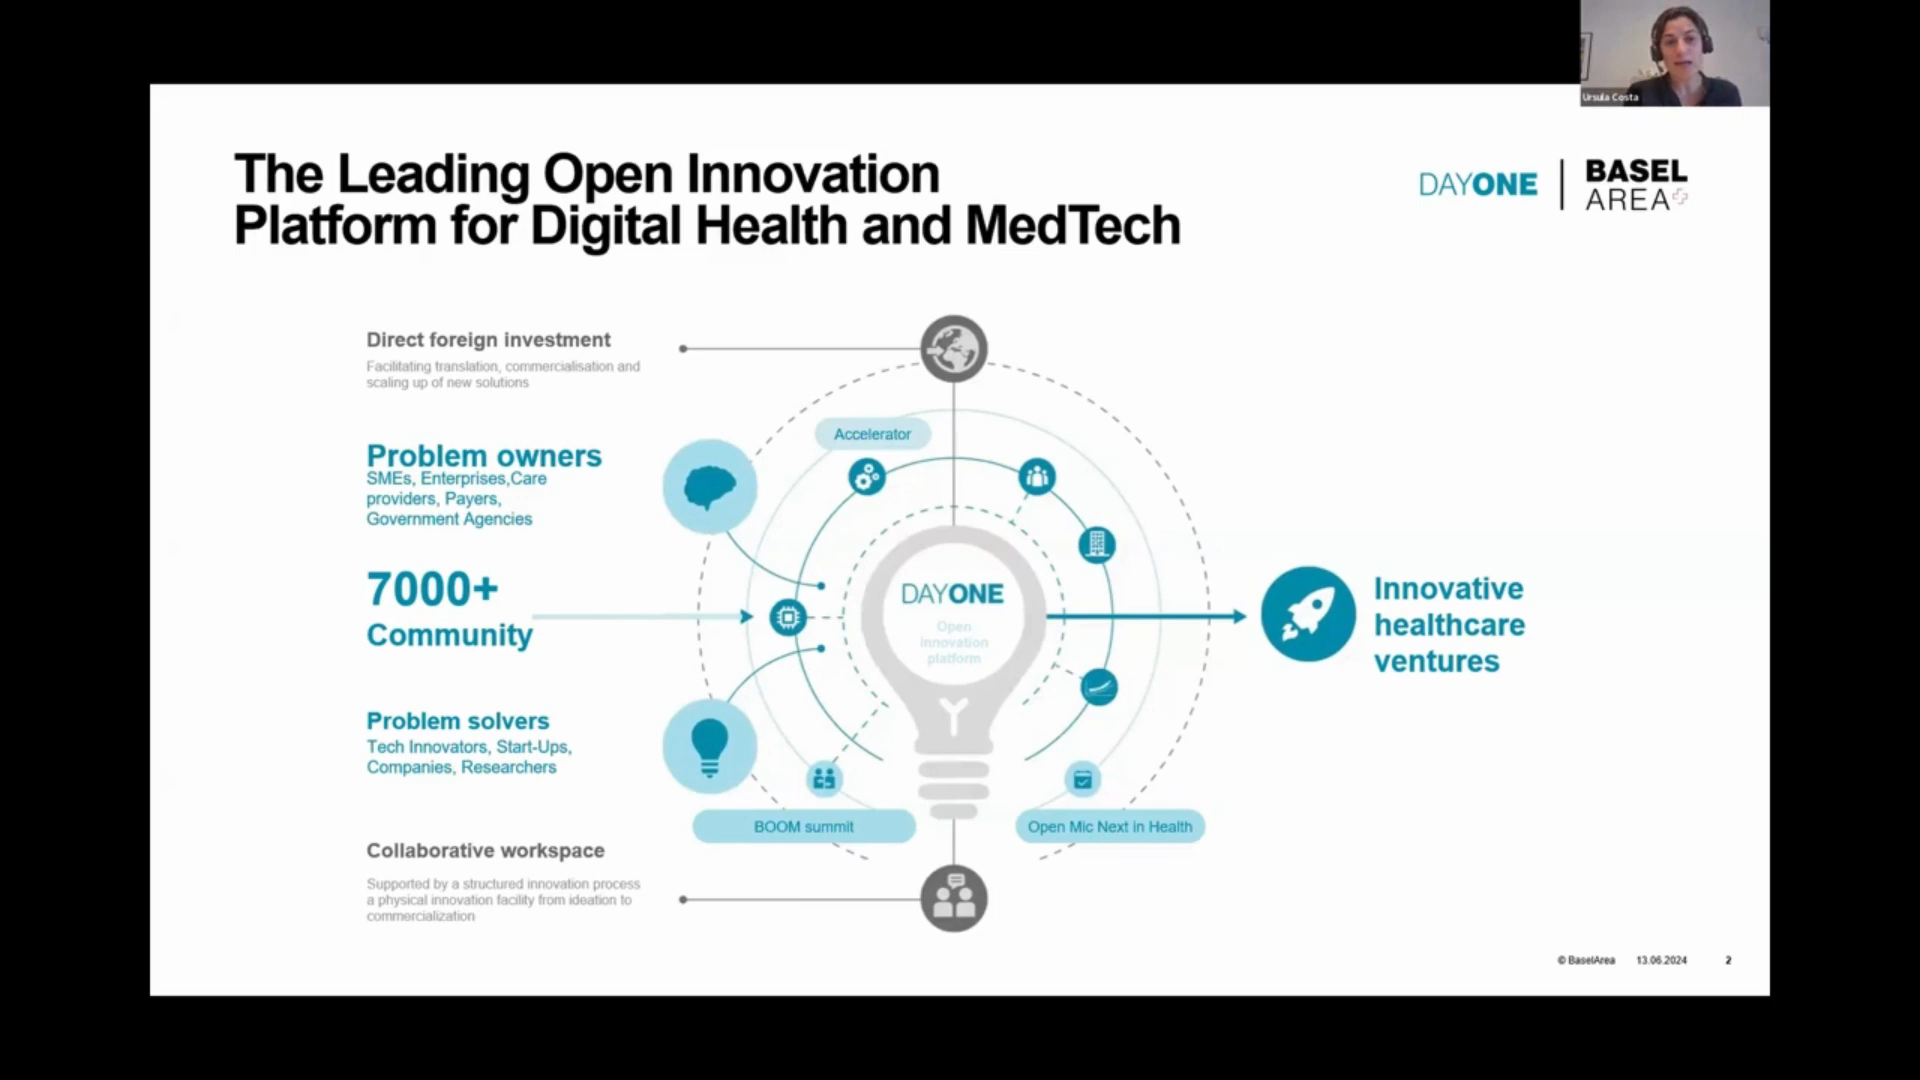 Ursula Costa
The Leading Open Innovation
Platform for Digital Health and MedTech
DAYONE
BASEL
AREA
Direct foreign investment
Facilitating translation, commercialisation and
scaling up of new solutions
Accelerator
Problem owners
SMEs, Enterprises,Care
providers, Payers,
Government Agencies
7000+
Community
DAYONE
Open
innovation
platform
Innovative
healthcare
ventures
Problem solvers
Tech Innovators, Start-Ups,
Companies, Researchers
BOOM summit
Open Mic Next in Health
Collaborative workspace
Supported by a structured innovation process
a physical innovation facility from ideation to
commercialization
© BaselArea 13.06.2024 2